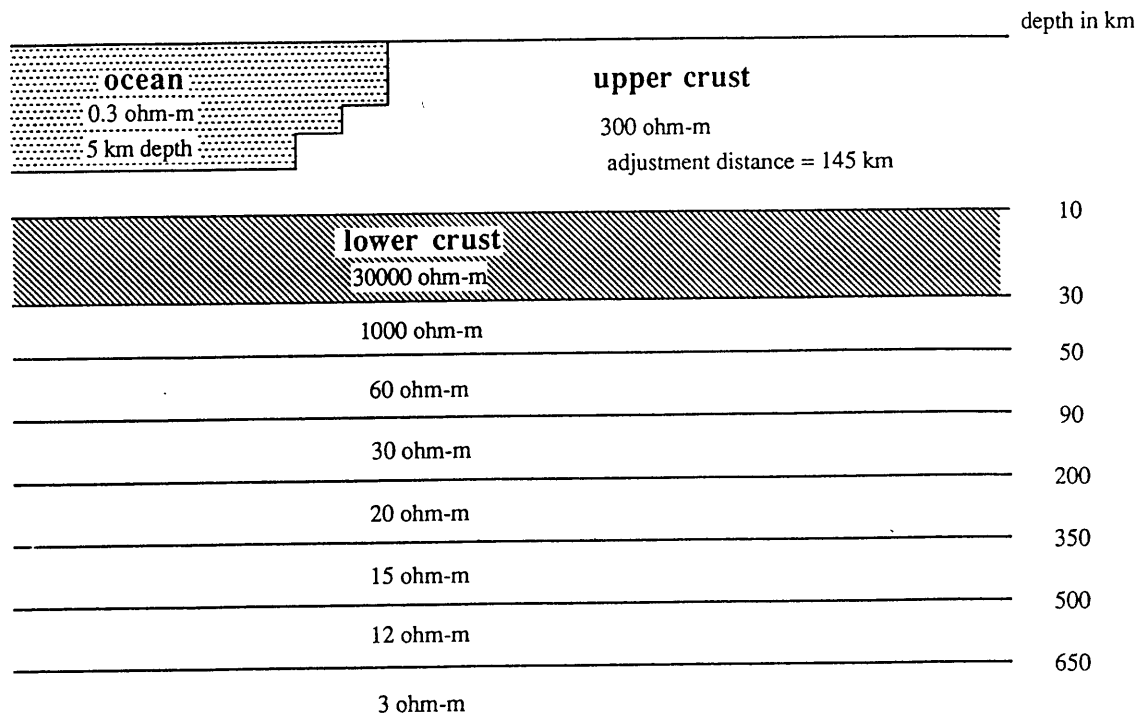 depth in km
ocean
0.3 ohm-m
5 km depth
upper crust
300 ohm-m
adjustment distance = 145 km
10
lower crust
30000 ohm-m
30
1000 ohm-m
50
60 ohm-m
90
30 ohm-m
200
20 ohm-m
350
15 ohm-m
500
12 ohm-m
650
3 ohm-m